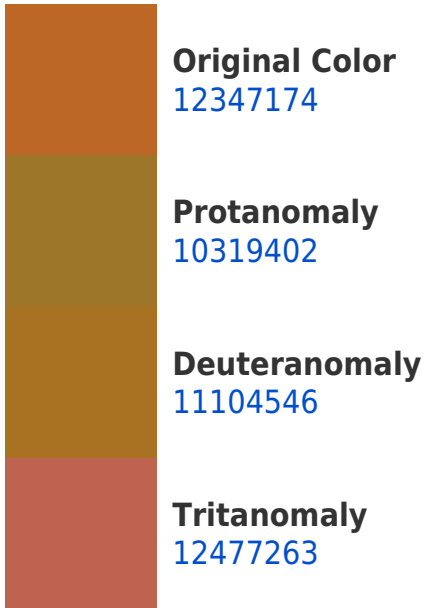 Original Color
12347174
Protanomaly
10319402
Deuteranomaly
11104546
Tritanomaly
12477263